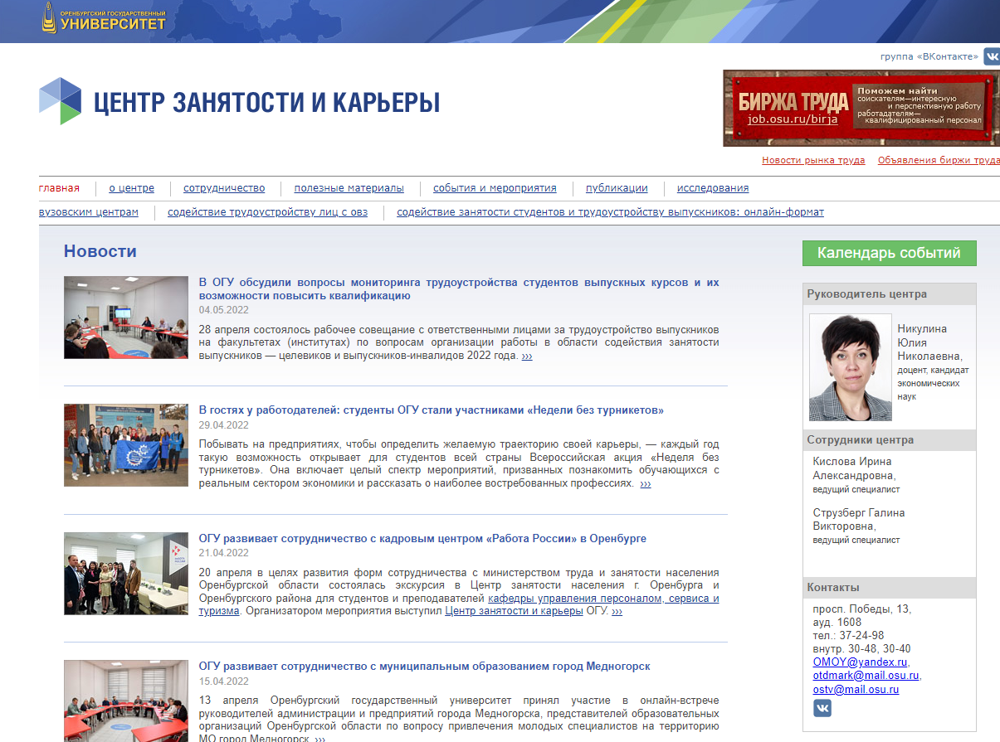 ОРЕНБУРГСКИЙ ГОСУДАРСТВЕННЫЙ
УНИВЕРСИТЕТ
группа «ВКонтакте»
ЦЕНТР ЗАНЯТОСТИ И КАРЬЕРЫ
БИРЖА ТРУДА
job.osu.ru/birja
Поможем найти
соискателям—интересную
и перспективную работу
работадателям—
квалифицированный персонал
Новости рынка труда Объявления биржи труда
главная о центре сотрудничество полезные материалы события и мероприятия публикации исследования
вузовским центрам содействие трудоустройству лиц с овз содействие занятости студентов и трудоустройству выпускников: онлайн-формат
Новости
В ОГУ обсудили вопросы мониторинга трудоустройства студентов выпускных курсов и их
возможности повысить квалификацию
04.05.2022
28 апреля состоялось рабочее совещание с ответственными лицами за трудоустройство выпускников
на факультетах (институтах) по вопросам организации работы в области содействия занятости
выпускников — целевиков и выпускников-инвалидов 2022 года. ›››
В гостях у работодателей: студенты ОГУ стали участниками «Недели без турникетов»
29.04.2022
Побывать на предприятиях, чтобы определить желаемую траекторию своей карьеры, — каждый год
такую возможность открывает для студентов всей страны Всероссийская акция «Неделя без
турникетов». Она включает целый спектр мероприятий, призванных познакомить обучающихся с
реальным сектором экономики и рассказать о наиболее востребованных профессиях. ›››
ОГУ развивает сотрудничество с кадровым центром «Работа России» в Оренбурге
21.04.2022
20 апреля в целях развития форм сотрудничества с министерством труда и занятости населения
Оренбургской области состоялась экскурсия в Центр занятости населения г. Оренбурга и
Оренбургского района для студентов и преподавателей кафедры управления персоналом, сервиса и
туризма. Организатором мероприятия выступил Центр занятости и карьеры ОГУ. ›››
ОГУ развивает сотрудничество с муниципальным образованием город Медногорск
15.04.2022
13 апреля Оренбургский государственный университет принял участие в онлайн-встрече
руководителей администрации и предприятий города Медногорска, представителей образовательных
организаций Оренбургской области по вопросу привлечения молодых специалистов на территорию
МО город Медногорск. ›››
Календарь событий
Руководитель центра
Никулина
Юлия
Николаевна,
доцент, кандидат
экономических
наук
Сотрудники центра
Кислова Ирина
Александровна,
ведущий специалист
Струзберг Галина
Викторовна,
ведущий специалист
Контакты
просп. Победы, 13,
ауд. 1608
тел.: 37-24-98
внутр. 30-48, 30-40
OMOY@yandex.ru,
otdmark@mail.osu.ru,
ostv@mail.osu.ru